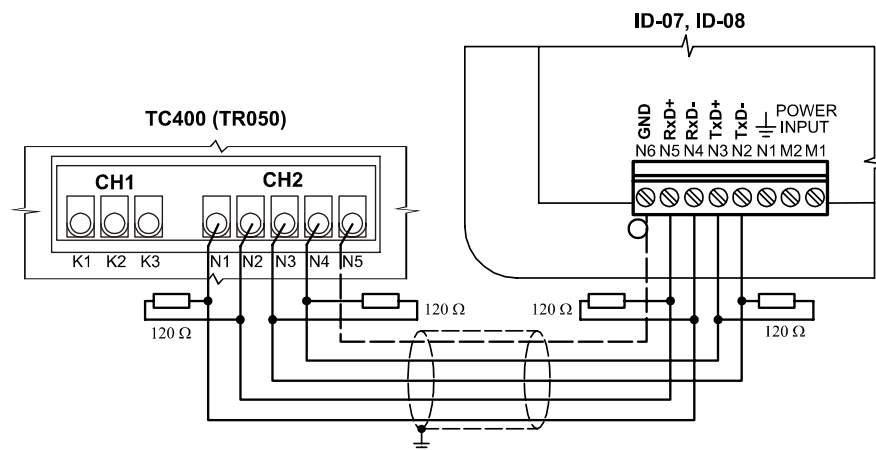 ID-07, ID-08
TC400 (TR050)
CH1
CH2
K1 K2 K3 N1 N2 N3 N4 N5
GND RxD+ RxD- TxD+ TxD- POWER INPUT
N6 N5 N4 N3 N2 N1 M2 M1
120 Ω
120 Ω
120 Ω
120 Ω